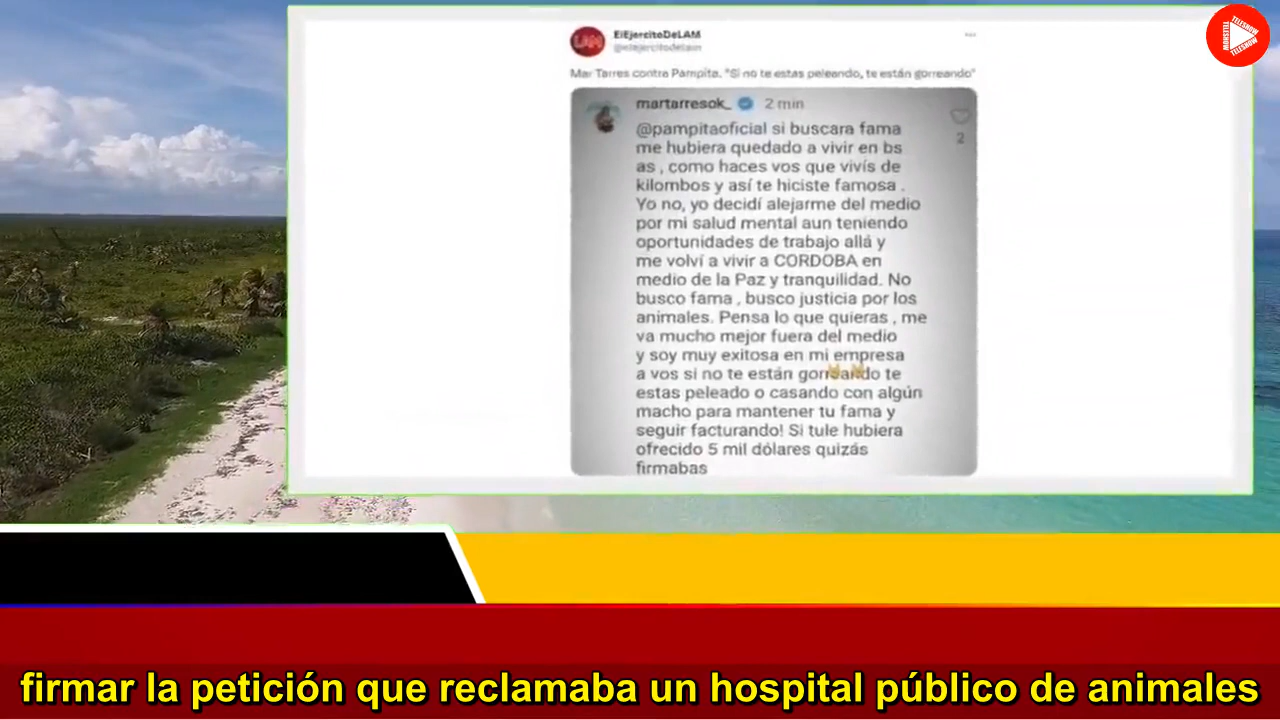 TELESHOW
TELESHOW
TELESHOW
LAM
ElEjercitoDeLAM
@elejercitodelam
Mar Tarres contra Pampita. "Si no te estas peleando, te están gorreando"
martarresok_ 2 min
@pampitaoficial si buscara fama
me hubiera quedado a vivir en bs
as , como haces vos que vivís de
kilombos y así te hiciste famosa .
Yo no, yo decidí alejarme del medio
por mi salud mental aun teniendo
oportunidades de trabajo allá y
me volví a vivir a CORDOBA en
medio de la Paz y tranquilidad. No
busco fama , busco justicia por los
animales. Pensa lo que quieras , me
va mucho mejor fuera del medio
y soy muy exitosa en mi empresa
a vos si no te están gorreando te
estas peleado o casando con algún
macho para mantener tu fama y
seguir facturando! Si tule hubiera
ofrecido 5 mil dólares quizás
firmabas
2
firmar la petición que reclamaba un hospital público de animales